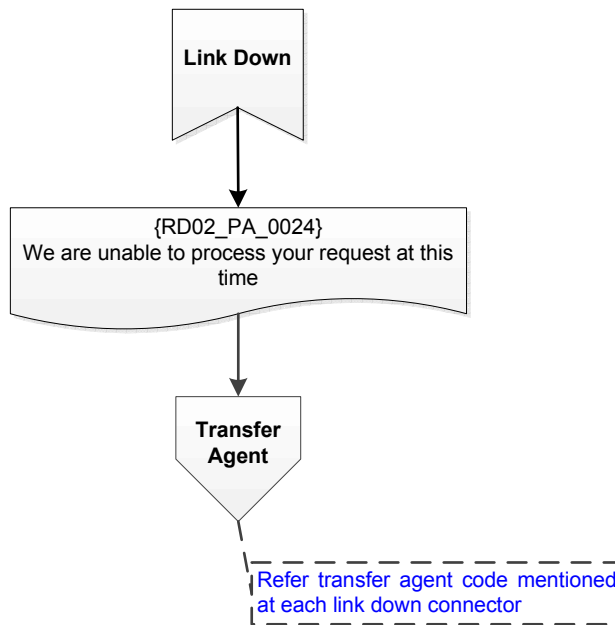 Link Down
{RD02_PA_0024}
We are unable to process your request at this
time
Transfer
Agent
Refer transfer agent code mentioned
at each link down connector